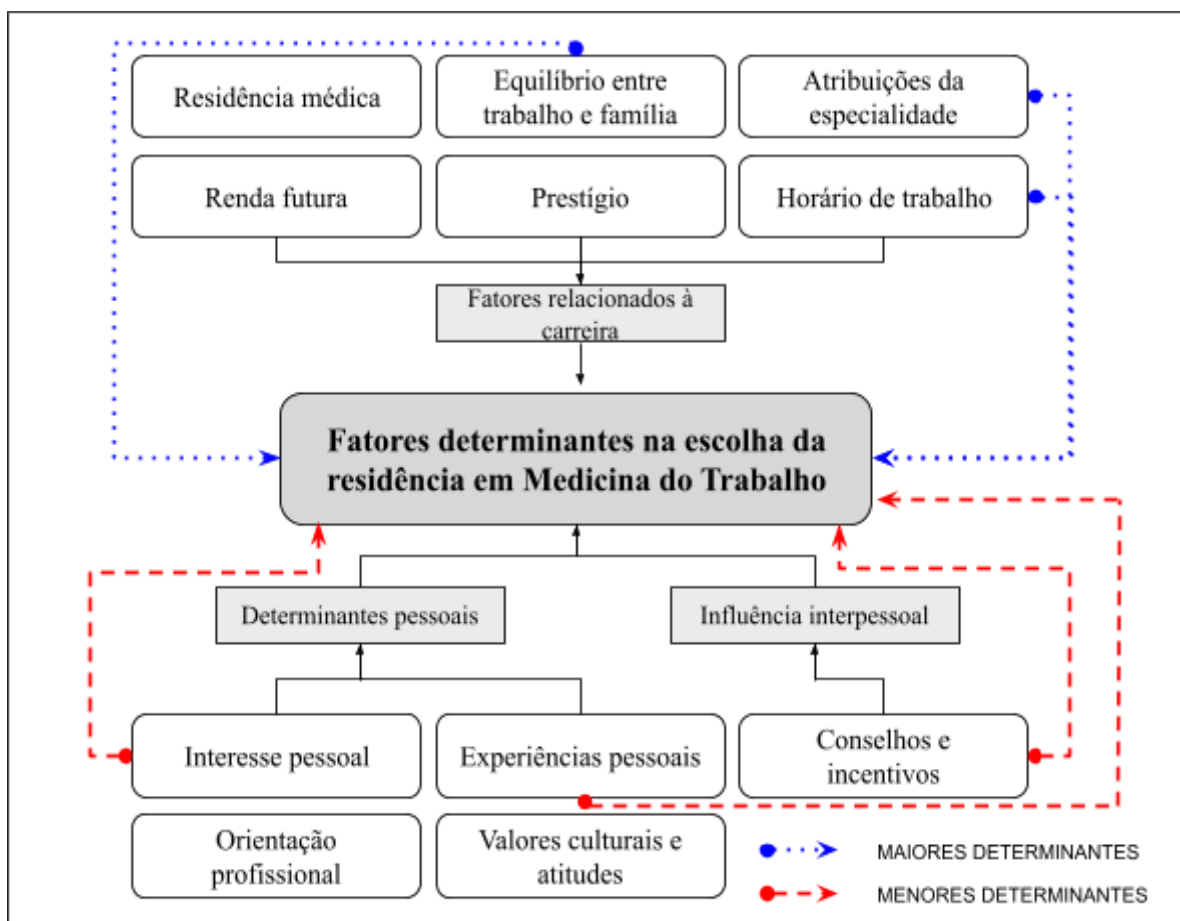 Residência médica
Equilíbrio entre
trabalho e família
Atribuições da
especialidade
Renda futura
Prestígio
Horário de trabalho
Fatores relacionados à
carreira
Fatores determinantes na escolha da
residência em Medicina do Trabalho
Determinantes pessoais
Influência interpessoal
Interesse pessoal
Experiências pessoais
Conselhos e
incentivos
Orientação
profissional
Valores culturais e
atitudes
MAIORES DETERMINANTES
MENORES DETERMINANTES